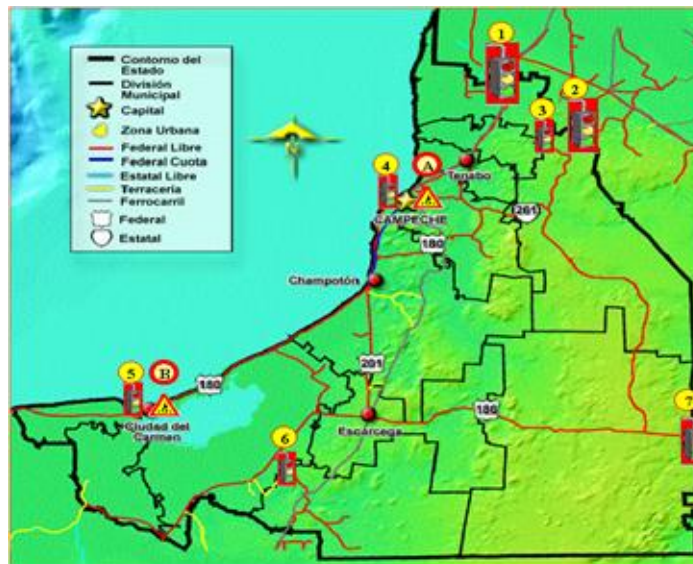 Contorno del
Estado
División
Municipal
Capital
Zona Urbana
Federal Libre
Federal Cuota
Estatal Libre
Terracería
Ferrocarril
Federal
Estatal
N
1
2
3
4
A
Tenabo
CAMPECHE
261
180
Champotón
5
B
180
201
Ciudad del
Carmen
Escárcega
186
6
7